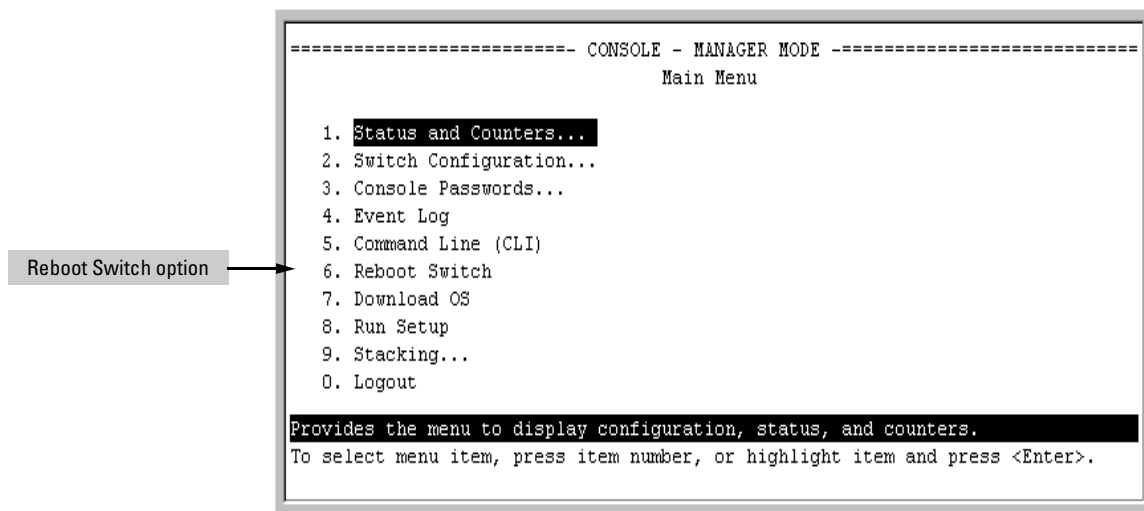 ===========================- CONSOLE - MANAGER MODE -============================
Main Menu
1. Status and Counters...
2. Switch Configuration...
3. Console Passwords...
4. Event Log
5. Command Line (CLI)
Reboot Switch option
6. Reboot Switch
7. Download OS
8. Run Setup
9. Stacking...
0. Logout
Provides the menu to display configuration, status, and counters.
To select menu item, press item number, or highlight item and press <Enter>.